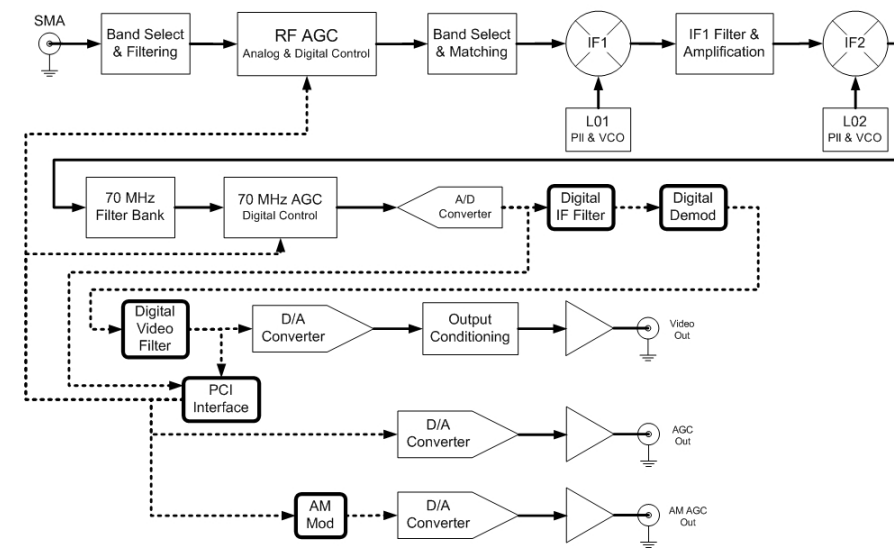 SMA
Band Select
& Filtering
RF AGC
Analog & Digital Control
Band Select
& Matching
IF1
IF1 Filter &
Amplification
IF2
L01
Pll & VCO
L02
Pll & VCO
70 MHz
Filter Bank
70 MHz AGC
Digital Control
A/D
Converter
Digital
IF Filter
Digital
Demod
Digital
Video
Filter
D/A
Converter
Output
Conditioning
Video
Out
PCI
Interface
D/A
Converter
AGC
Out
AM
Mod
D/A
Converter
AM AGC
Out